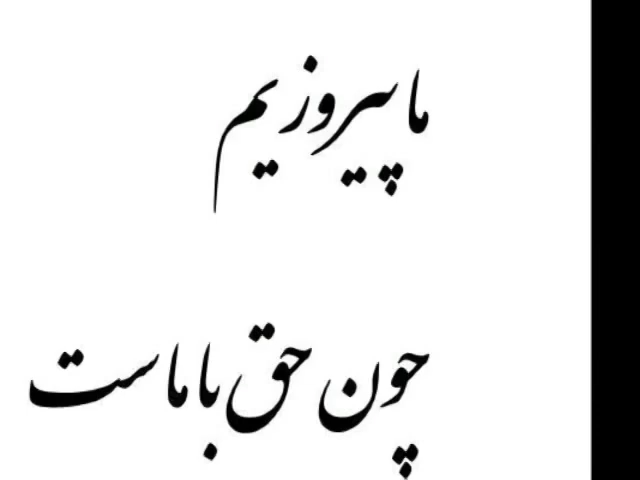 ما پیروزیم
چون حق با ماست